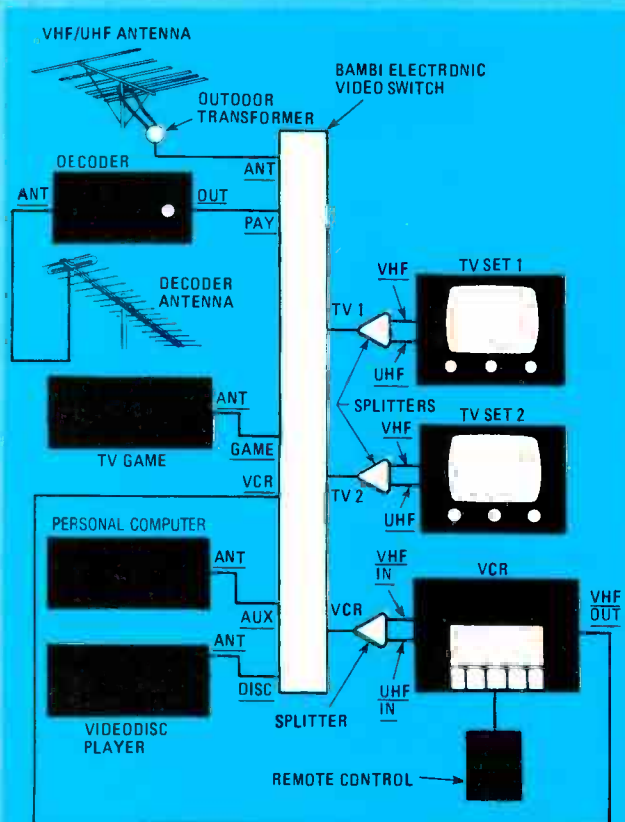 VHF/UHF ANTENNA
BAMBI ELECTRONIC
VIDEO SWITCH
OUTDOOR
TRANSFORMER
ANT
DECODER
ANT
OUT
PAY
DECODER
ANTENNA
VHF
TV SET 1
TV 1
UHF
SPLITTERS
ANT
TV GAME
GAME
VHF
TV SET 2
TV 2
UHF
VCR
PERSONAL COMPUTER
ANT
AUX
VCR
VHF
IN
VCR
VHF
OUT
ANT
DISC
UHF
IN
VIDEODISC
PLAYER
SPLITTER
REMOTE CONTROL